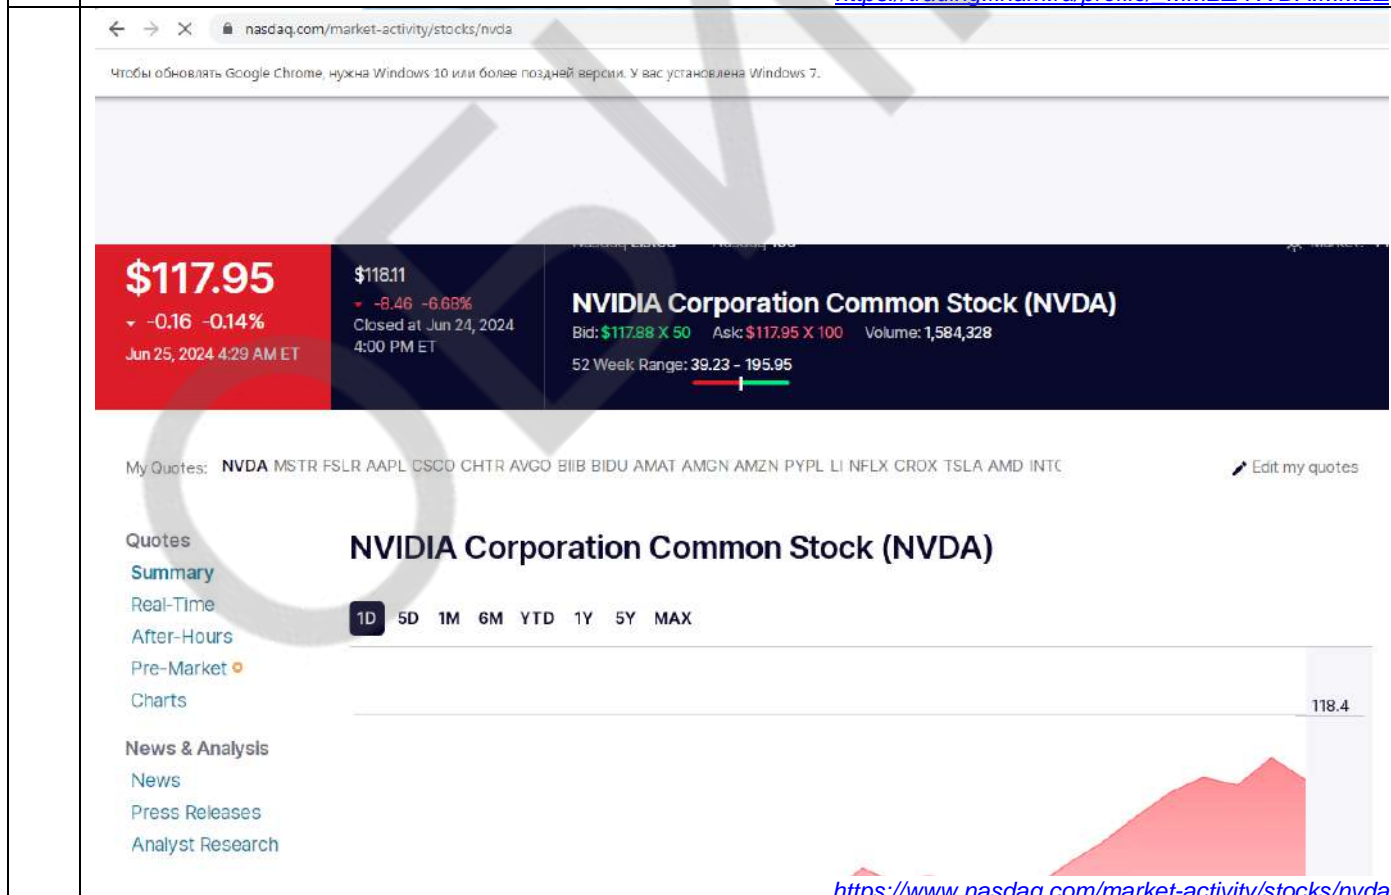 nasdaq.com/market-activity/stocks/nvda
Чтобы обновлять Google Chrome, нужна Windows 10 или более поздней версии. У вас установлена Windows 7.
Nasdaq Listed Nasdaq 100
Market:
$117.95
-0.16 -0.14%
Jun 25, 2024 4:29 AM ET
$118.11
-8.46 -6.68%
Closed at Jun 24, 2024
4:00 PM ET
NVIDIA Corporation Common Stock (NVDA)
Bid: $117.88 X 50 Ask: $117.95 X 100 Volume: 1,584,328
52 Week Range: 39.23 - 195.95
My Quotes: NVDA MSTR FSLR AAPL CSCO CHTR AVGO BIIB BIDU AMAT AMGN AMZN PYPL LI NFLX CROX TSLA AMD INTC
Edit my quotes
Quotes
Summary
Real-Time
After-Hours
Pre-Market
Charts
News & Analysis
News
Press Releases
Analyst Research
NVIDIA Corporation Common Stock (NVDA)
1D 5D 1M 6M YTD 1Y 5Y MAX
118.4
https://www.nasdaq.com/market-activity/stocks/nvda